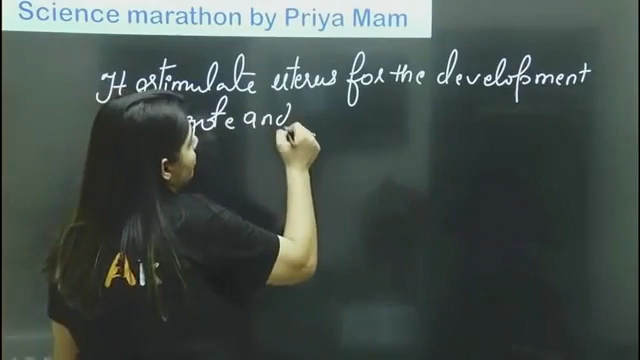 Science marathon by Priya Mam
It stimulate uterus for the development
and